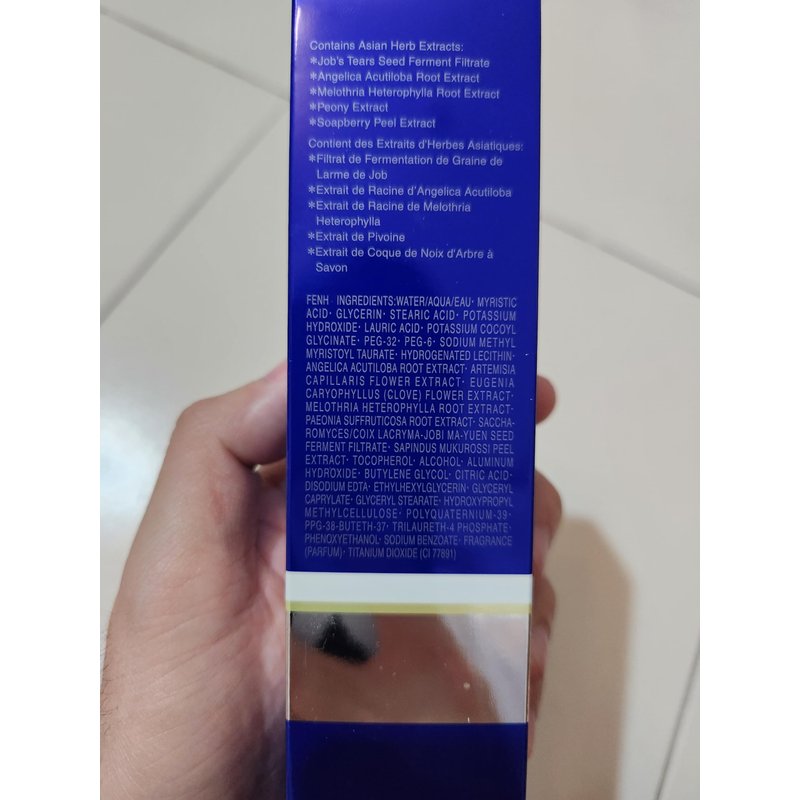 Contains Asian Herb Extracts:
*Job's Tears Seed Ferment Filtrate
*Angelica Acutiloba Root Extract
*Melothria Heterophylla Root Extract
*Peony Extract
*Soapberry Peel Extract
Contient des Extraits d'Herbes Asiatiques:
*Filtrat de Fermentation de Graine de
Larme de Job
*Extrait de Racine d'Angelica Acutiloba
*Extrait de Racine de Melothria
Heterophylla
*Extrait de Pivoine
*Extrait de Coque de Noix d'Arbre à
Savon
FENH INGREDIENTS:WATER/AQUA/EAU· MYRISTIC
ACID· GLYCERIN· STEARIC ACID· POTASSIUM
HYDROXIDE· LAURIC ACID· POTASSIUM COCOYL
GLYCINATE· PEG-32· PEG-6· SODIUM METHYL
MYRISTOYL TAURATE· HYDROGENATED LECITHIN·
ANGELICA ACUTILOBA ROOT EXTRACT· ARTEMISIA
CAPILLARIS FLOWER EXTRACT· EUGENIA
CARYOPHYLLUS (CLOVE) FLOWER EXTRACT·
MELOTHRIA HETEROPHYLLA ROOT EXTRACT·
PAEONIA SUFFRUTICOSA ROOT EXTRACT· SACCHA-
ROMYCES/COIX LACRYMA-JOBI MA-YUEN SEED
FERMENT FILTRATE· SAPINDUS MUKUROSSI PEEL
EXTRACT· TOCOPHEROL· ALCOHOL· ALUMINUM
HYDROXIDE· BUTYLENE GLYCOL· CITRIC ACID·
DISODIUM EDTA· ETHYLHEXYLGLYCERIN· GLYCERYL
CAPRYLATE· GLYCERYL STEARATE· HYDROXYPROPYL
METHYLCELLULOSE· POLYQUATERNIUM-39·
PPG-38-BUTETH-37· TRILAURETH-4 PHOSPHATE·
PHENOXYETHANOL· SODIUM BENZOATE· FRAGRANCE
(PARFUM)· TITANIUM DIOXIDE (CI 77891)